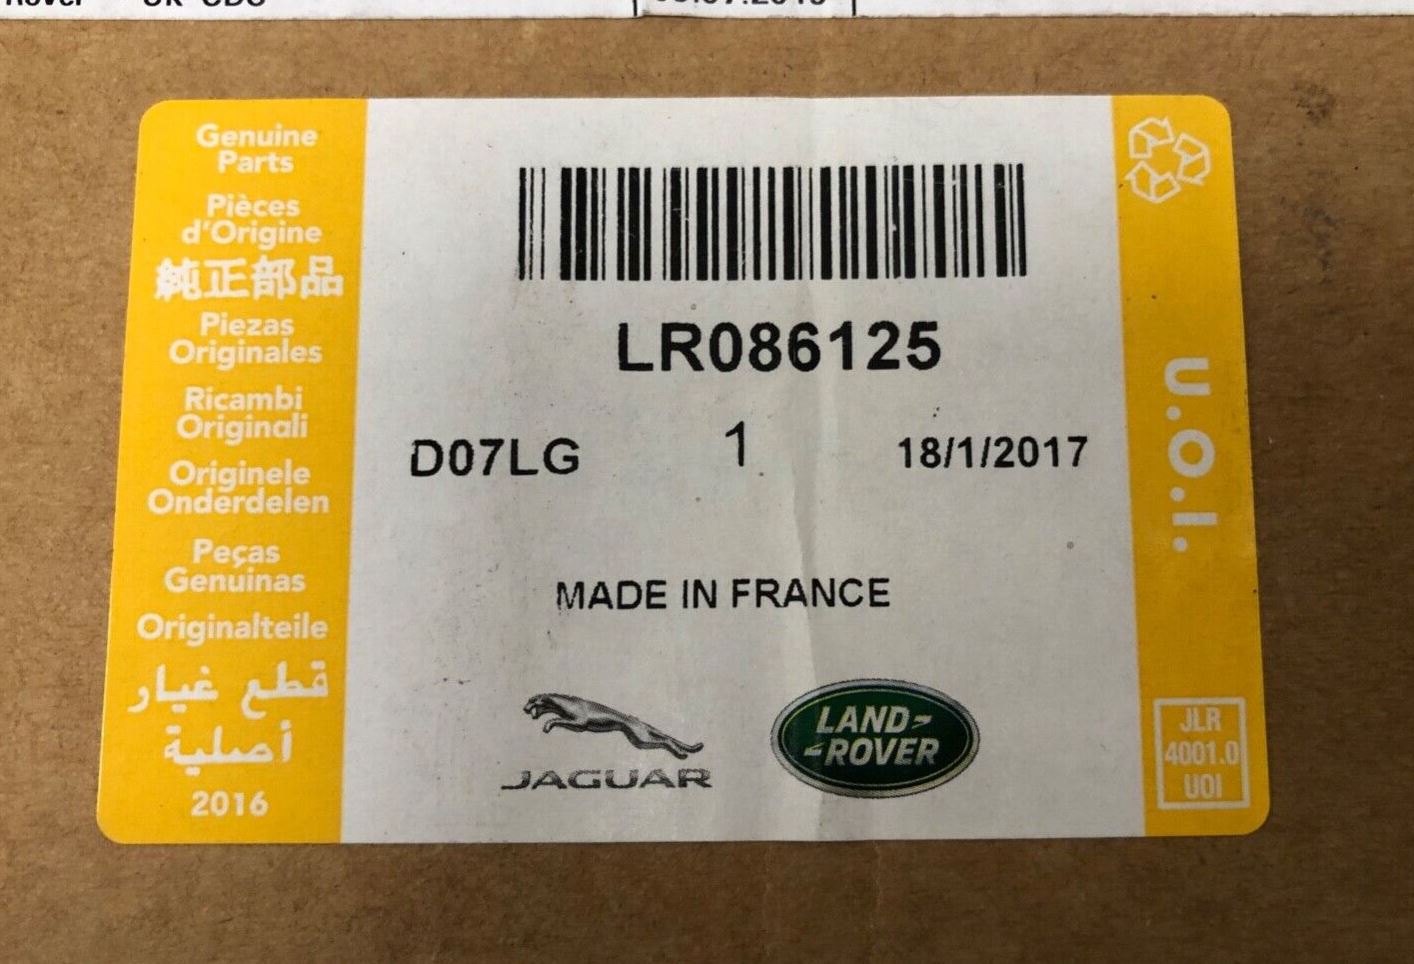 Genuine
Parts
Pièces
d'Origine
純正部品
Piezas
Originales
Ricambi
Originali
Originele
Onderdelen
Peças
Genuinas
Originalteile
قطع غيار
أصلية
2016
LR086125
D07LG 1 18/1/2017
MADE IN FRANCE
JAGUAR
LAND-
-ROVER
U.O.I.
JLR
4001.0
UOI